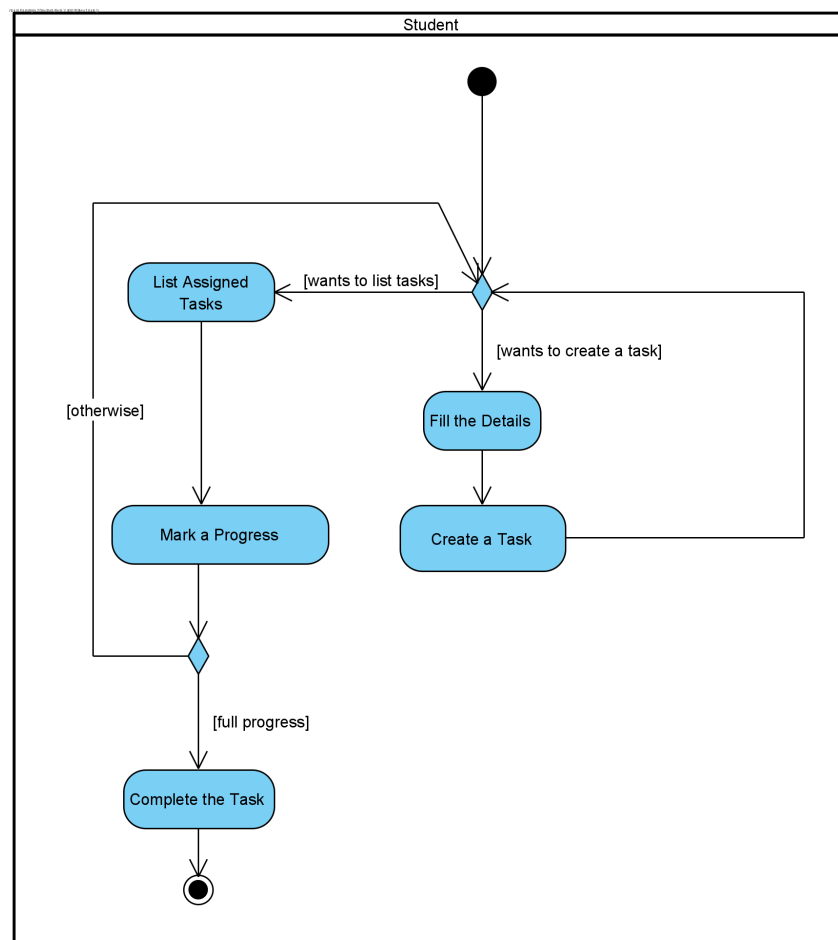 Student
[wants to list tasks]
List Assigned
Tasks
[wants to create a task]
[otherwise]
Fill the Details
Mark a Progress
Create a Task
[full progress]
Complete the Task